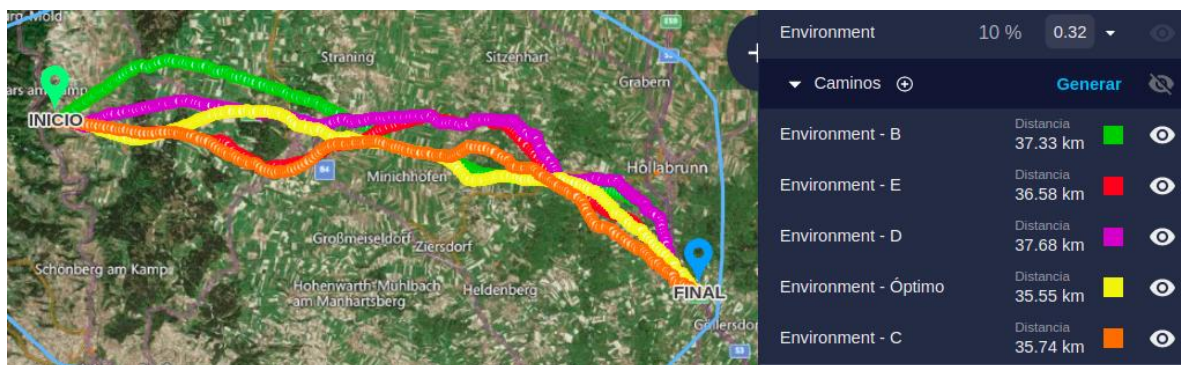 Straning
Sitzenhart
Grabern
INICIO
Höllabrunn
Minichhofen
Großmeiseldorf
Ziersdorf
Schönberg am Kamp
Hohenwarth-Mühlbach
am Manhartsberg
Heldenberg
FINAL
Environment 10 % 0.32
Caminos Generar
Environment - B Distancia
37.33 km
Environment - E Distancia
36.58 km
Environment - D Distancia
37.68 km
Environment - Óptimo Distancia
35.55 km
Environment - C Distancia
35.74 km